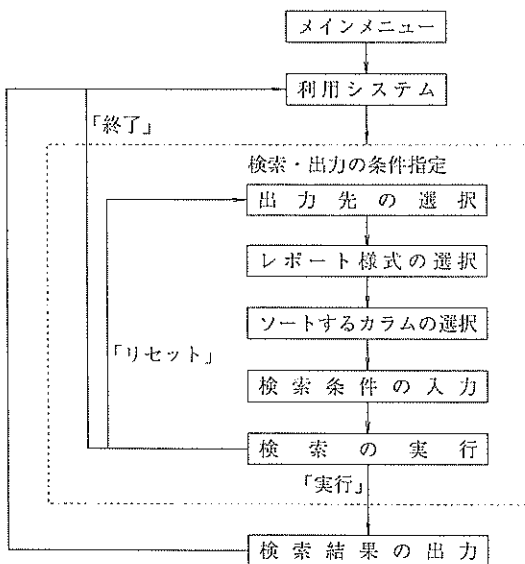 メインメニュー
利用システム
「終了」
検索・出力の条件指定
出力先の選択
レポート様式の選択
ソートするカラムの選択
「リセット」
検索条件の入力
検索の実行
「実行」
検索結果の出力